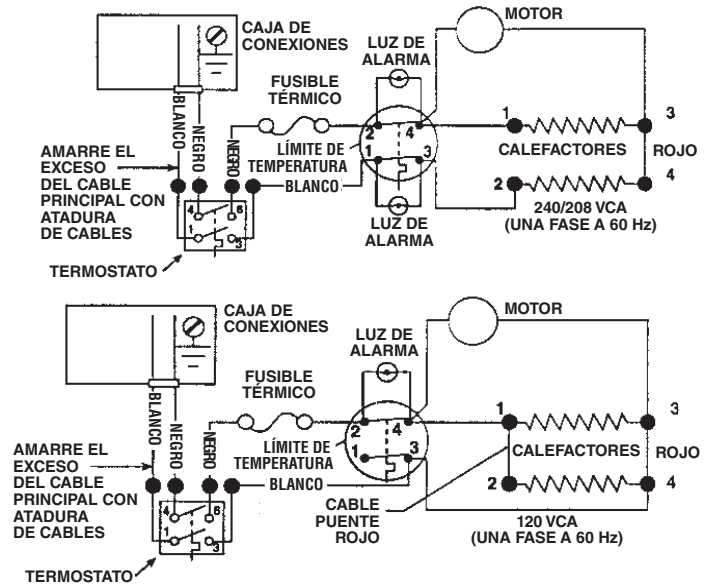 CAJA DE
CONEXIONES
BLANCO
NEGRO
NEGRO
FUSIBLE
TÉRMICO
LUZ DE
ALARMA
MOTOR
2
4
1
3
LÍMITE DE
TEMPERATURA
BLANCO
LUZ DE
ALARMA
1
3
CALEFACTORES
ROJO
2
4
240/208 VCA
(UNA FASE A 60 Hz)
AMARRE EL
EXCESO
DEL CABLE
PRINCIPAL CON
ATADURA
DE CABLES
4
6
1
3
TERMOSTATO
CAJA DE
CONEXIONES
BLANCO
NEGRO
NEGRO
FUSIBLE
TÉRMICO
LUZ DE
ALARMA
MOTOR
2
4
1
3
LÍMITE DE
TEMPERATURA
BLANCO
1
3
CALEFACTORES
ROJO
2
4
CABLE
PUENTE
ROJO
120 VCA
(UNA FASE A 60 Hz)
AMARRE EL
EXCESO
DEL CABLE
PRINCIPAL CON
ATADURA
DE CABLES
4
6
1
3
TERMOSTATO